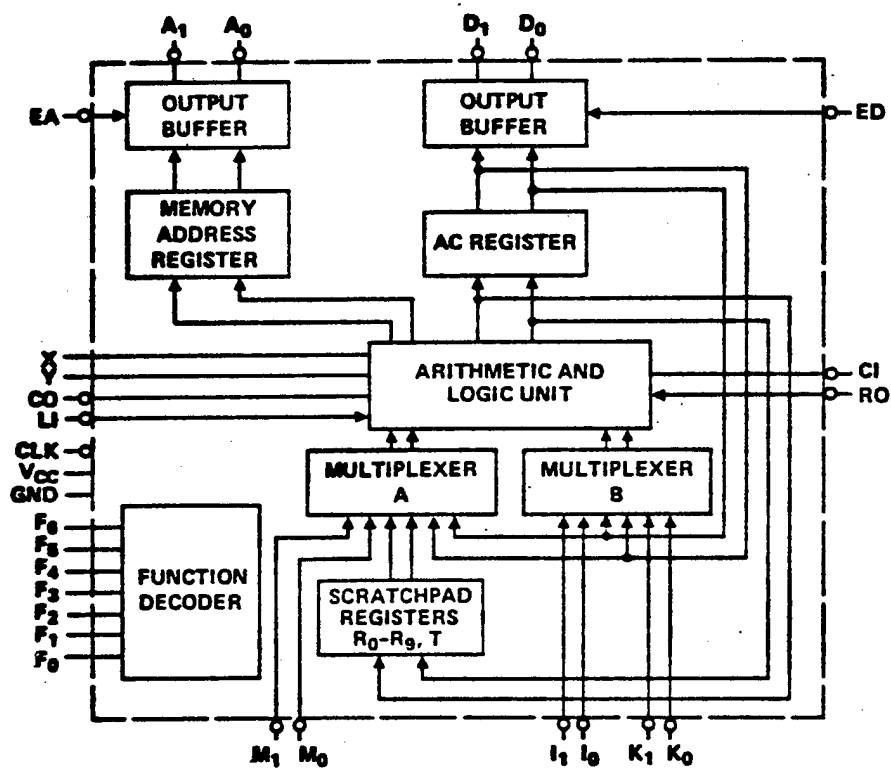 A1 A0 D1 D0
EA
OUTPUT
BUFFER
OUTPUT
BUFFER
ED
MEMORY
ADDRESS
REGISTER
AC REGISTER
X
Y
CO
LI
ARITHMETIC AND
LOGIC UNIT
CI
RO
CLK
VCC
GND
MULTIPLEXER
A
MULTIPLEXER
B
F6
F5
F4
F3
F2
F1
F0
FUNCTION
DECODER
SCRATCHPAD
REGISTERS
R0–R9, T
M1 M0 I1 I0 K1 K0